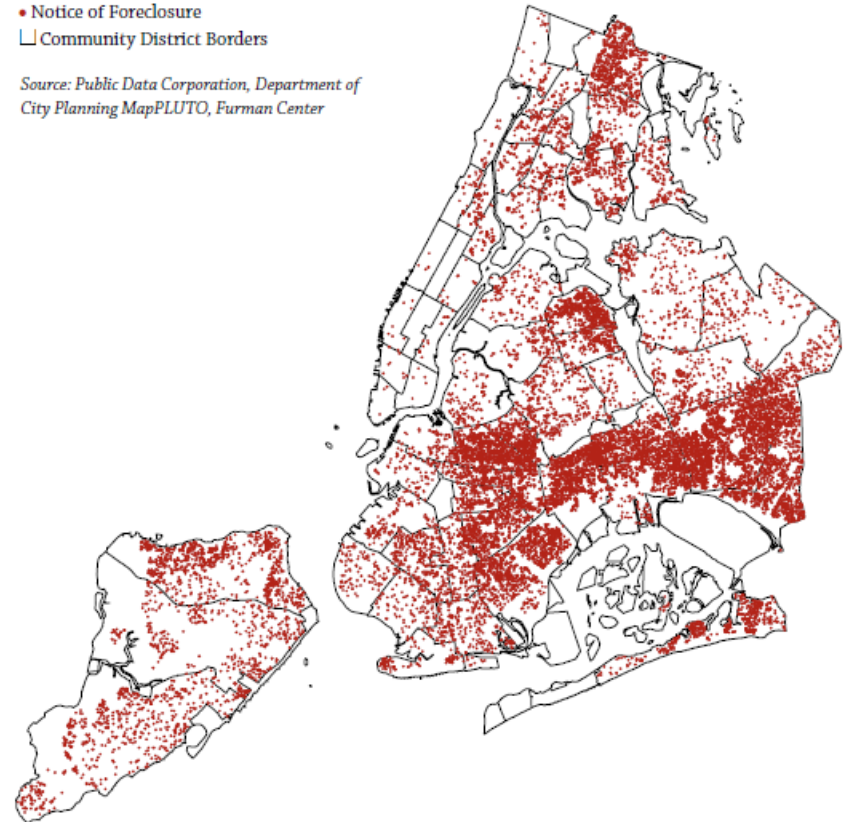 Notice of Foreclosure
Community District Borders
Source: Public Data Corporation, Department of
City Planning MapPLUTO, Furman Center